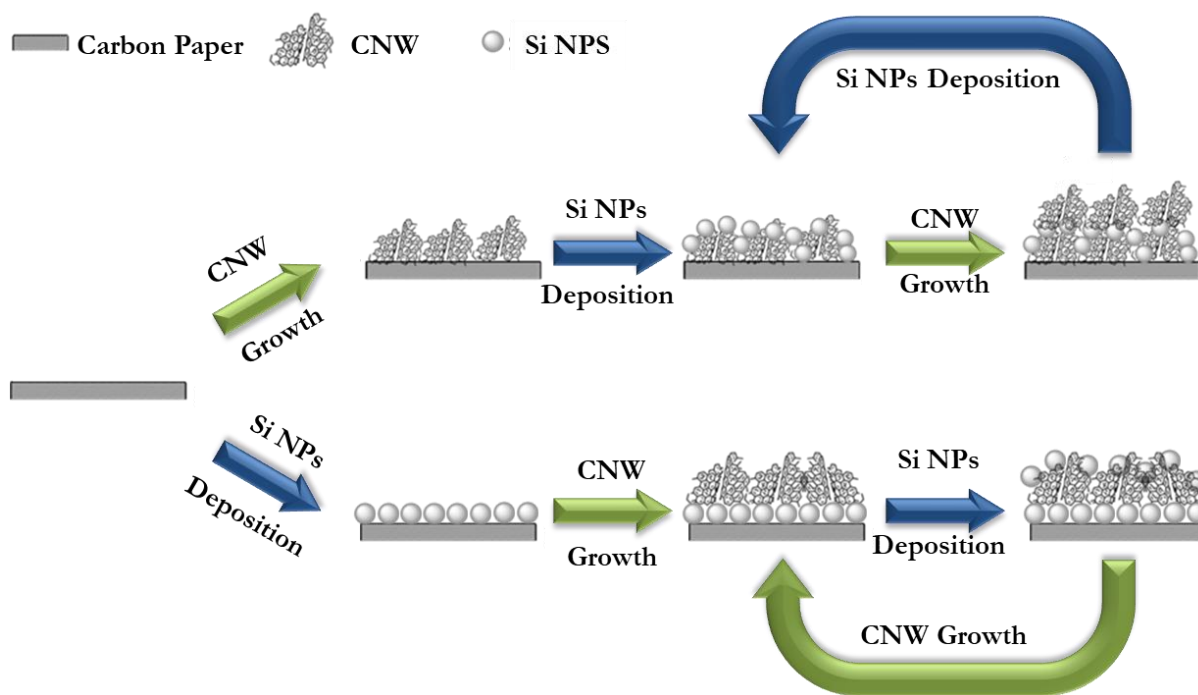 Carbon Paper
CNW
Si NPS
Si NPs Deposition
CNW
Growth
Si NPs
Deposition
CNW
Growth
Si NPs
Deposition
CNW
Growth
Si NPs
Deposition
CNW Growth